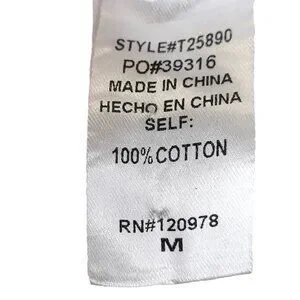 STYLE#T25890
PO#39316
MADE IN CHINA
HECHO EN CHINA
SELF:
100% COTTON
RN#120978
M